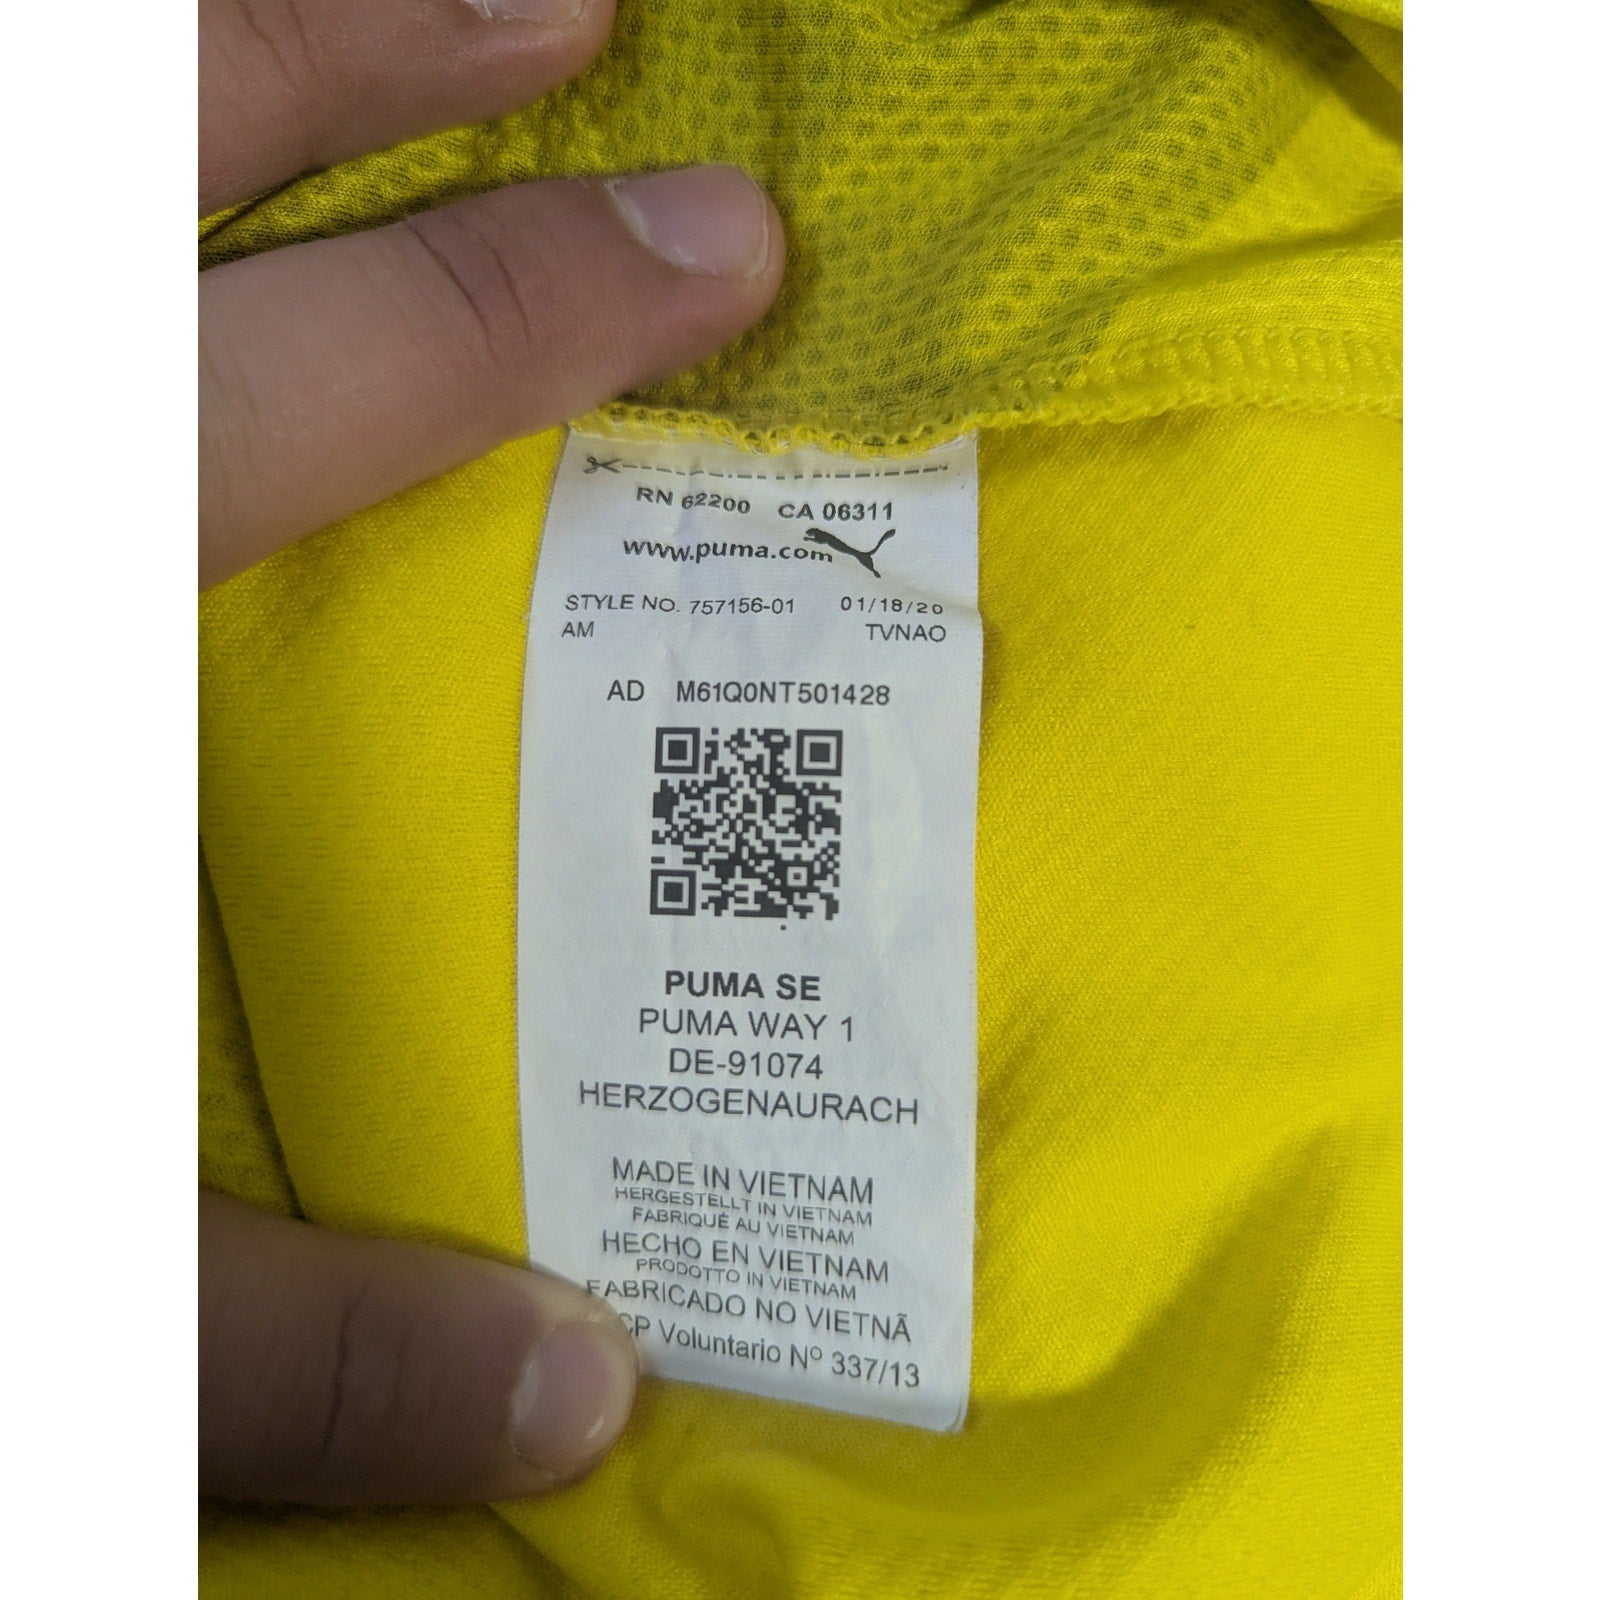 RN 62200 CA 06311
www.puma.com
STYLE NO. 757156-01 01/18/20
AM TVNAO
AD M61Q0NT501428
PUMA SE
PUMA WAY 1
DE-91074
HERZOGENAURACH
MADE IN VIETNAM
HERGESTELLT IN VIETNAM
FABRIQUÉ AU VIETNAM
HECHO EN VIETNAM
PRODOTTO IN VIETNAM
FABRICADO NO VIETNÃ
CP Voluntario Nº 337/13